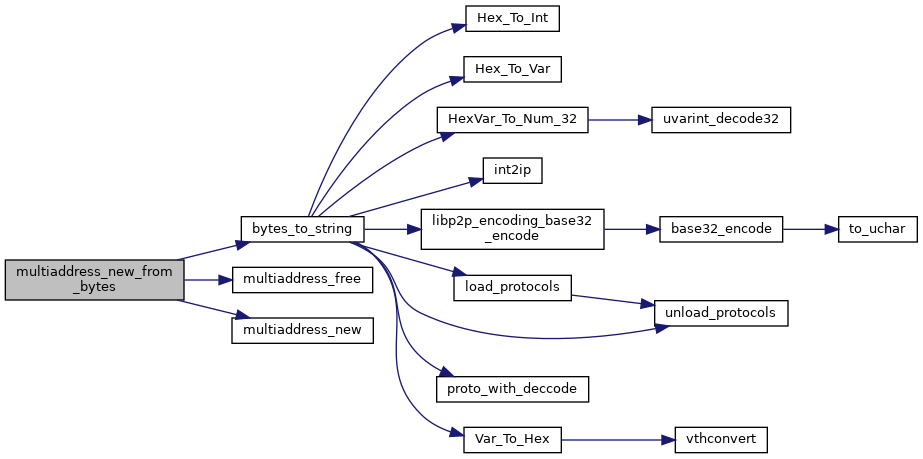 Hex_To_Int
Hex_To_Var
HexVar_To_Num_32
uvarint_decode32
int2ip
bytes_to_string
libp2p_encoding_base32
_encode
base32_encode
to_uchar
multiaddress_new_from
_bytes
multiaddress_free
load_protocols
unload_protocols
multiaddress_new
proto_with_deccode
Var_To_Hex
vthconvert